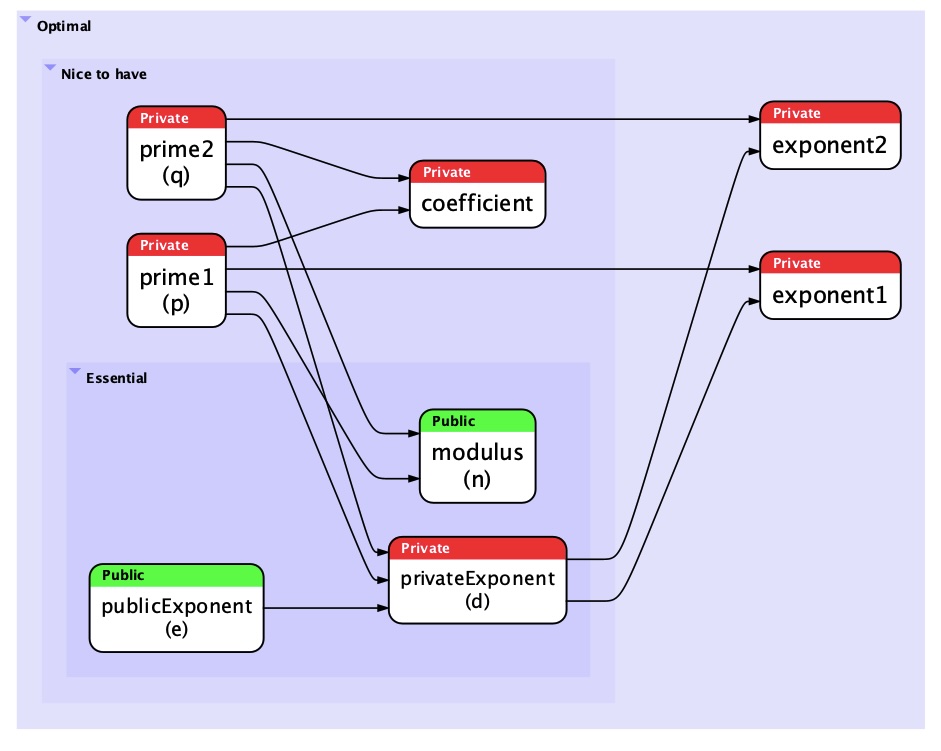 Optimal
Nice to have
Private
prime2
(q)
Private
coefficient
Private
exponent2
Private
prime1
(p)
Private
exponent1
Essential
Public
modulus
(n)
Private
privateExponent
(d)
Public
publicExponent
(e)